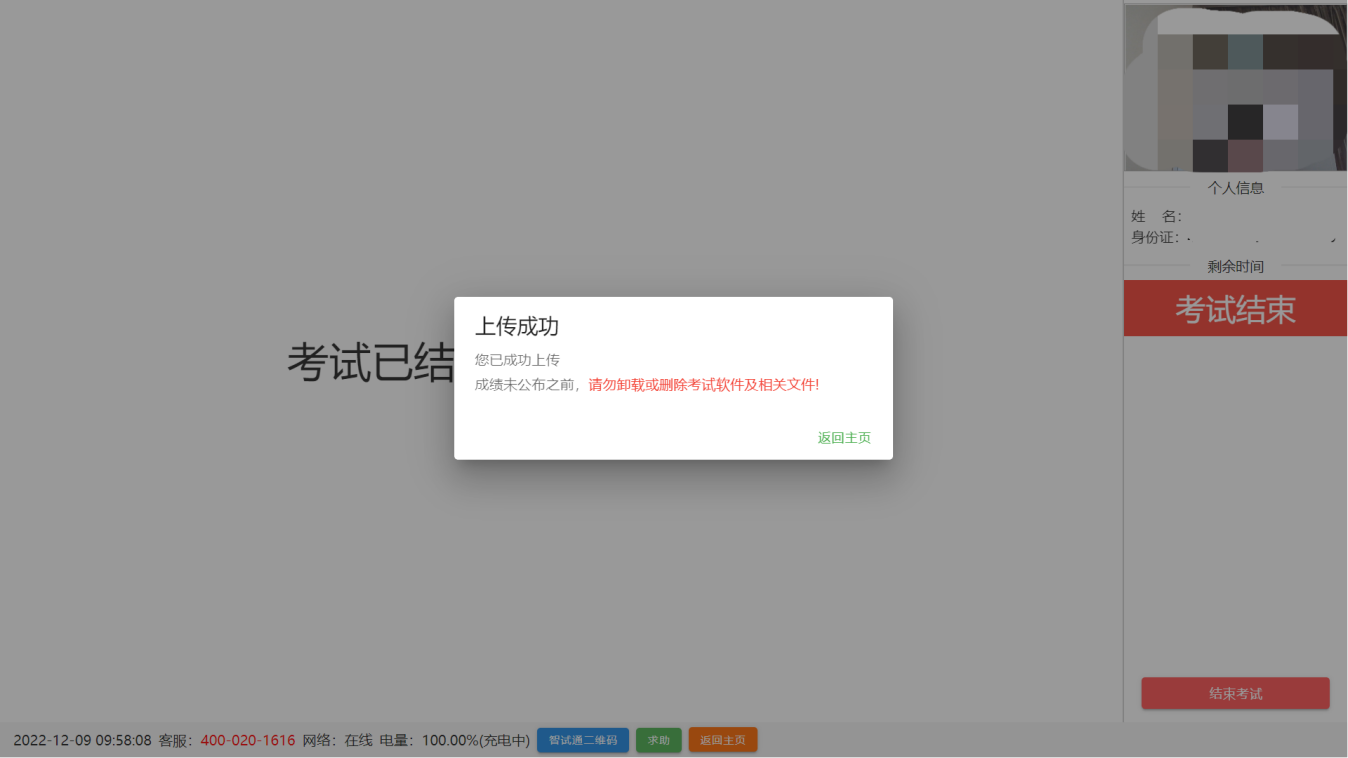 个人信息
姓 名：
身份证：
剩余时间
考试结束
考试已结
上传成功
您已成功上传
成绩未公布之前，请勿卸载或删除考试软件及相关文件!
返回主页
结束考试
2022-12-09 09:58:08 客服：400-020-1616 网络：在线 电量：100.00%(充电中) 智试通二维码 求助 返回主页